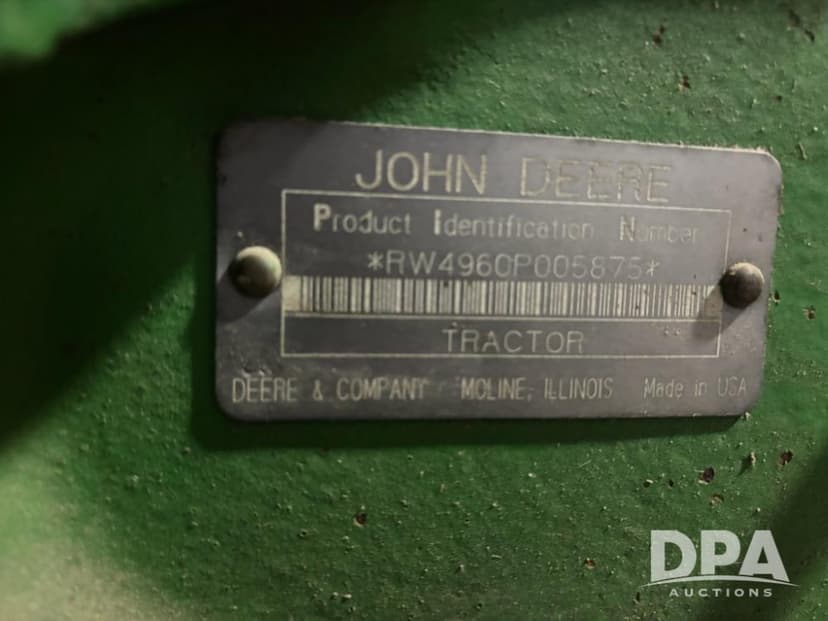 JOHN DEERE
Product Identification Number
*RW4960P005875*
TRACTOR
DEERE & COMPANY MOLINE, ILLINOIS Made in USA
DPA
AUCTIONS